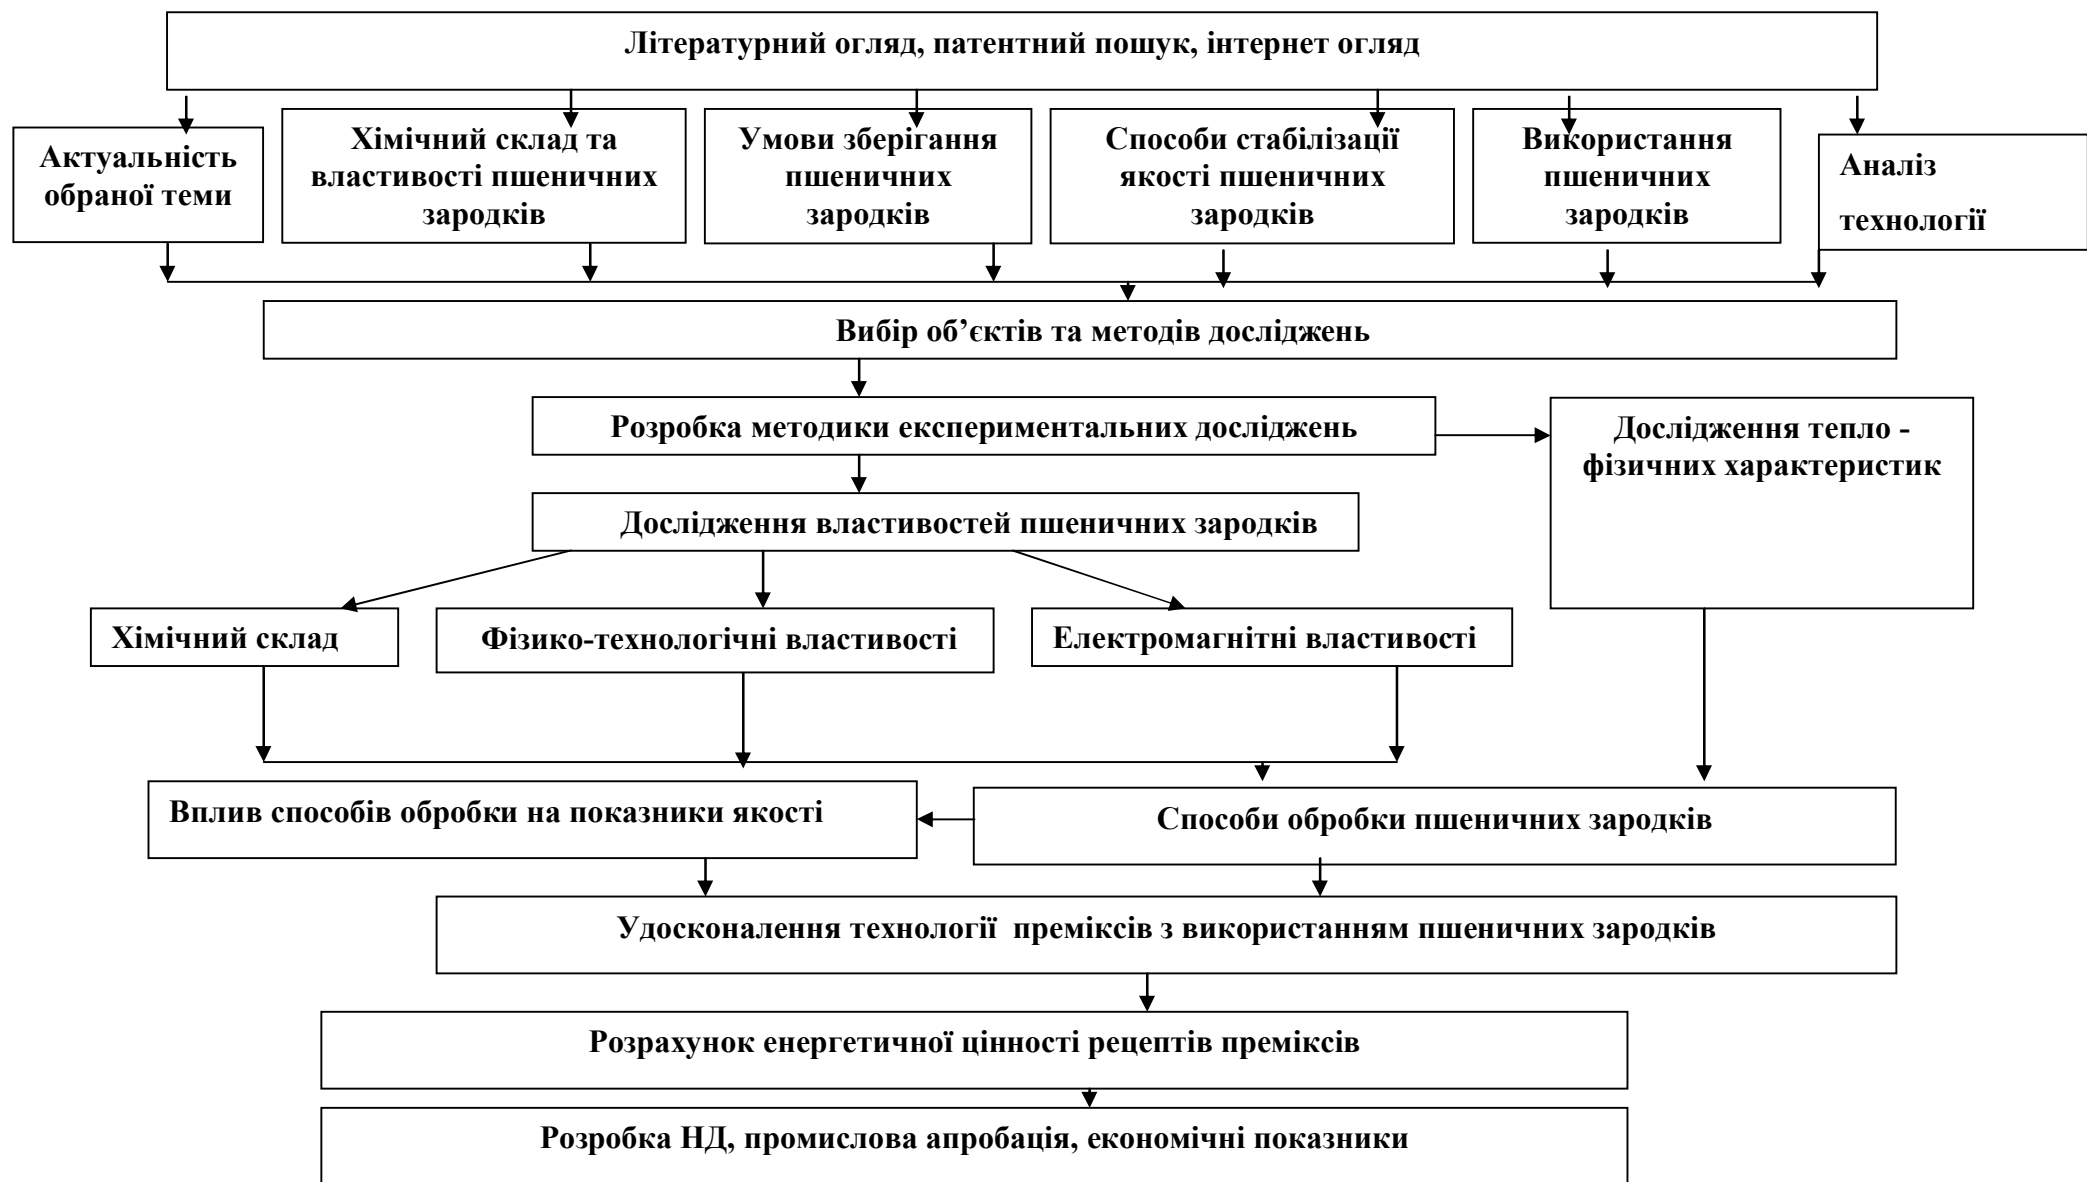 Літературний огляд, патентний пошук, інтернет огляд
Актуальність
обраної теми
Хімічний склад та
властивості пшеничних
зародків
Умови зберігання
пшеничних
зародків
Способи стабілізації
якості пшеничних
зародків
Використання
пшеничних
зародків
Аналіз
технології
Вибір об’єктів та методів досліджень
Розробка методики експериментальних досліджень
Дослідження тепло -
фізичних характеристик
Дослідження властивостей пшеничних зародків
Хімічний склад
Фізико-технологічні властивості
Електромагнітні властивості
Вплив способів обробки на показники якості
Способи обробки пшеничних зародків
Удосконалення технології  преміксів з використанням пшеничних зародків
Розрахунок енергетичної цінності рецептів преміксів
Розробка НД, промислова апробація, економічні показники